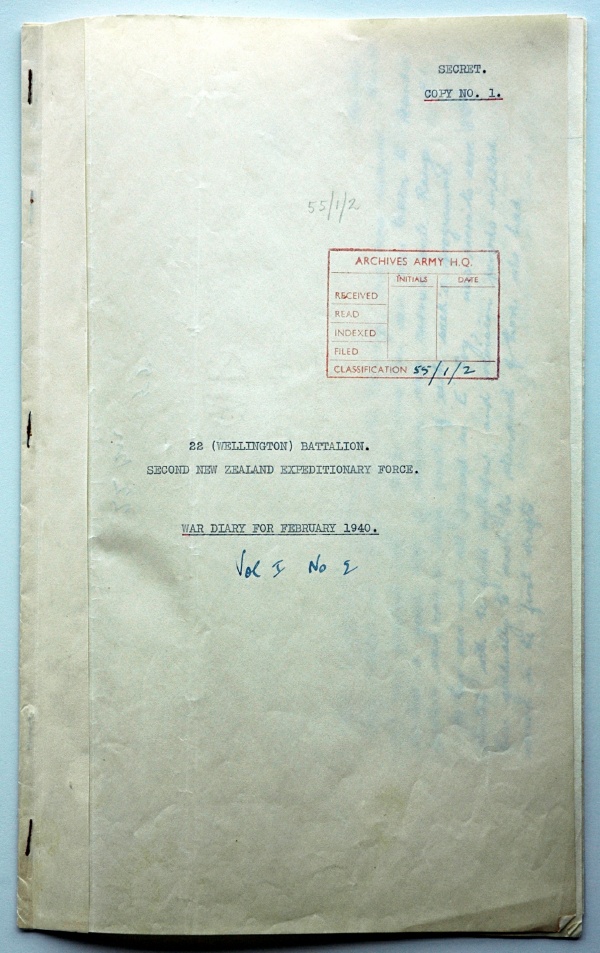 SECRET.
COPY NO. 1.
55/1/2
ARCHIVES ARMY H.Q.
INITIALS DATE
RECEIVED
READ
INDEXED
FILED
CLASSIFICATION 55/1/2
22 (WELLINGTON) BATTALION.
SECOND NEW ZEALAND EXPEDITIONARY FORCE.
WAR DIARY FOR FEBRUARY 1940.
Vol I No 2